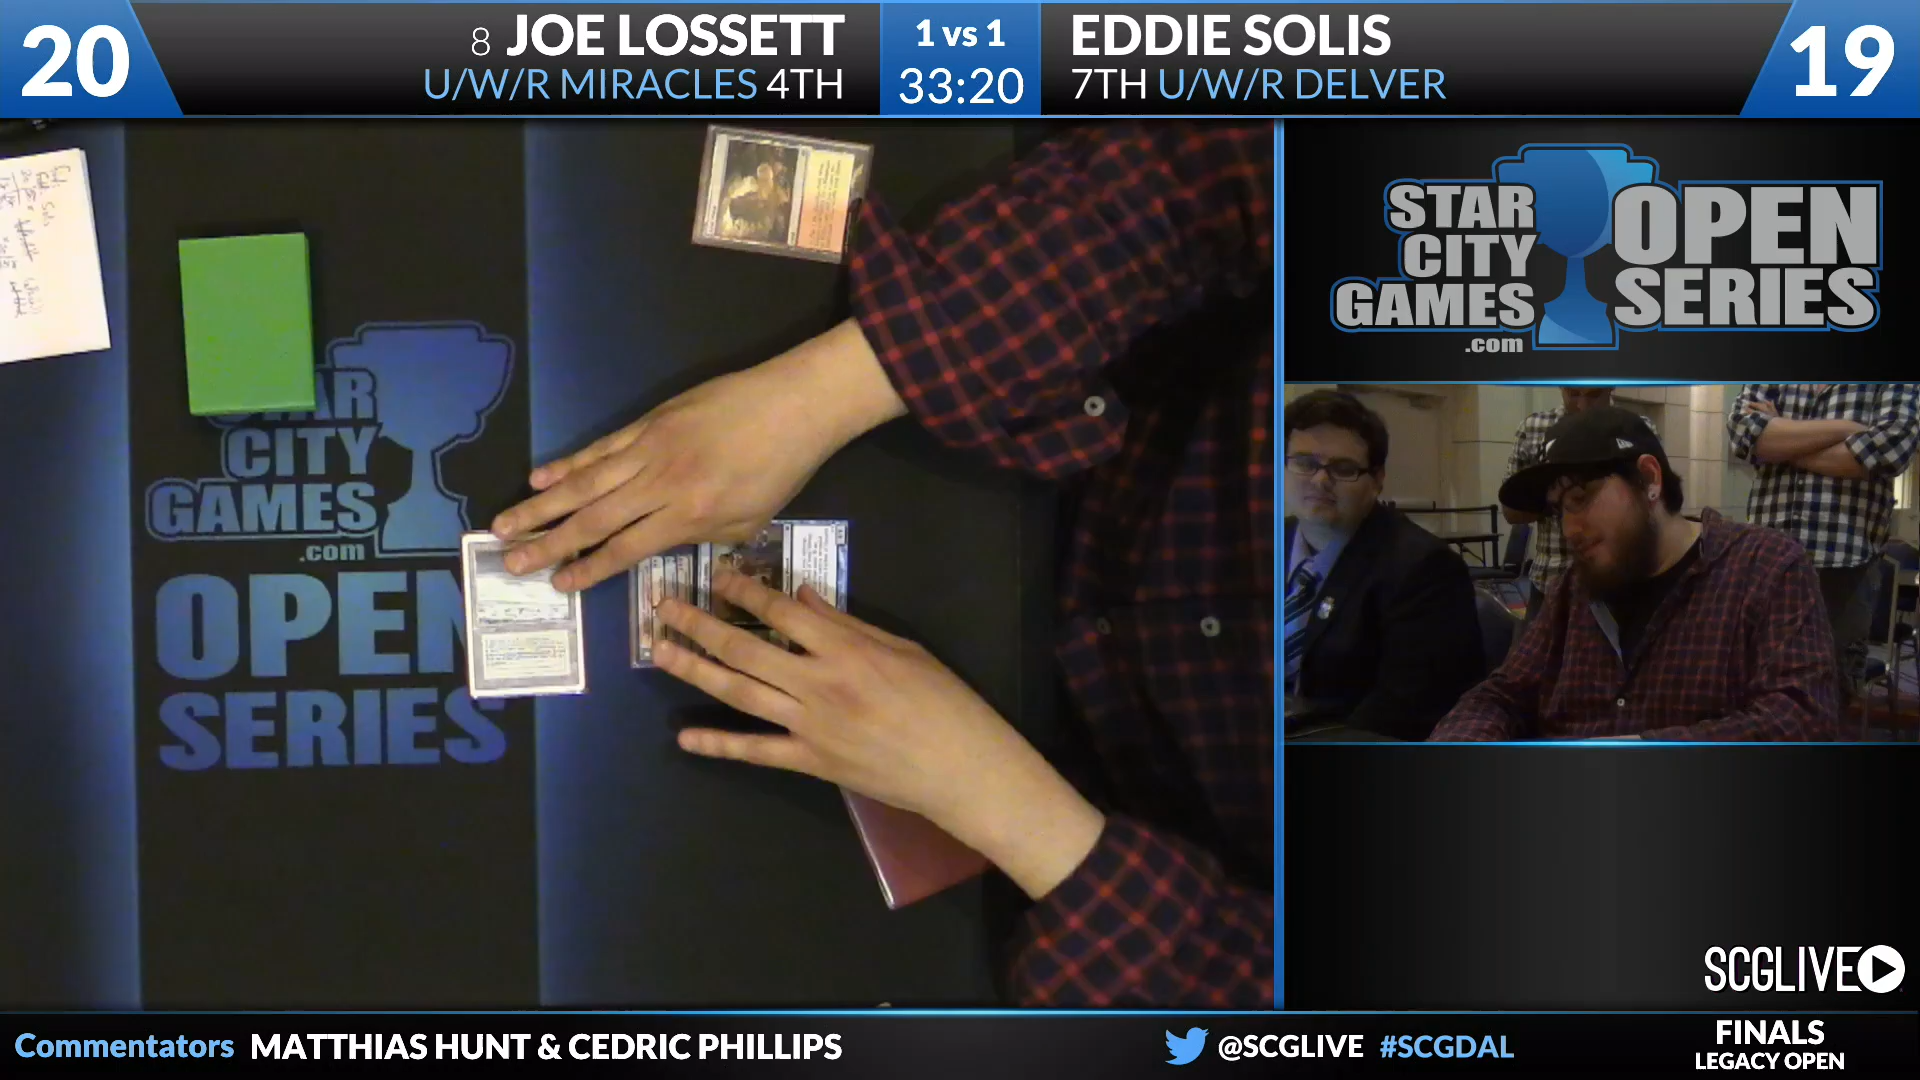 20
8 JOE LOSSETT
U/W/R MIRACLES 4TH
1 vs 1
33:20
EDDIE SOLIS
7TH U/W/R DELVER
19
STAR
CITY
GAMES
.com
OPEN
SERIES
AR
CITY
GAMES
.com
OPEN
SERIES
SCGLIVE
Commentators MATTHIAS HUNT & CEDRIC PHILLIPS
@SCGLIVE #SCGDAL
FINALS
LEGACY OPEN